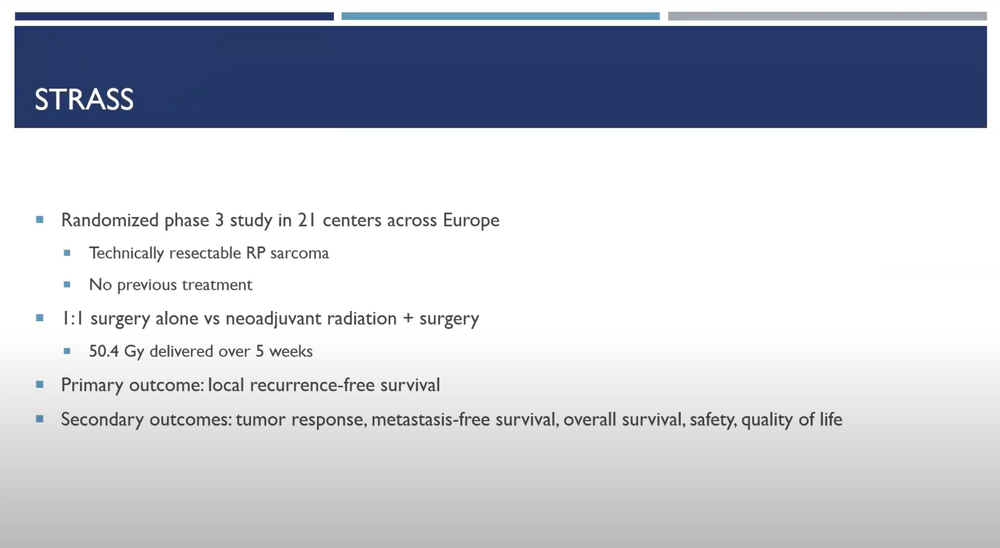 STRASS
Randomized phase 3 study in 21 centers across Europe
Technically resectable RP sarcoma
No previous treatment
1:1 surgery alone vs neoadjuvant radiation + surgery
50.4 Gy delivered over 5 weeks
Primary outcome: local recurrence-free survival
Secondary outcomes: tumor response, metastasis-free survival, overall survival, safety, quality of life